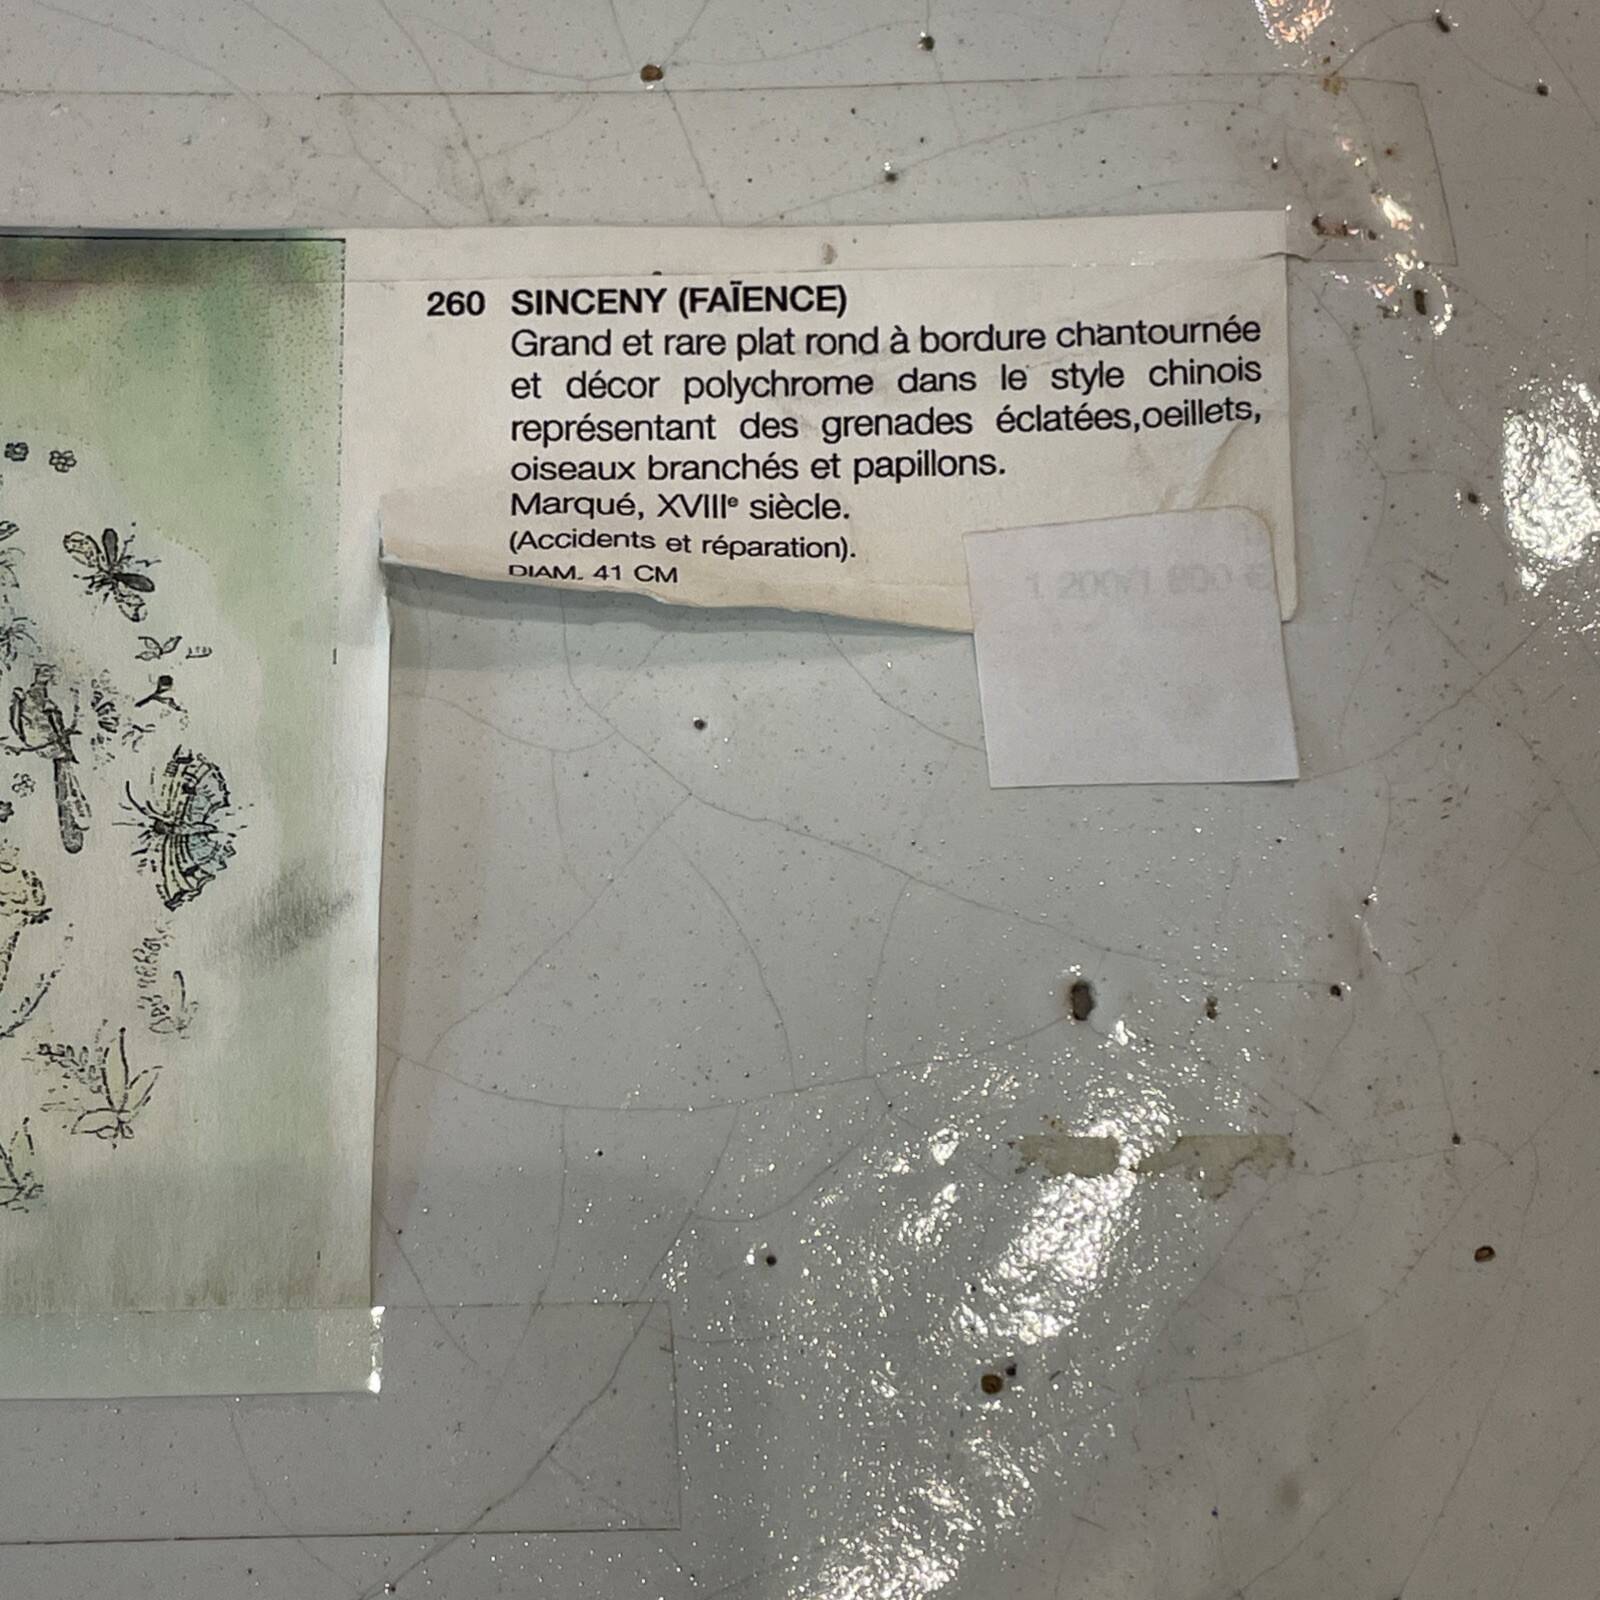 260 SINCENY (FAÏENCE)
Grand et rare plat rond à bordure chantournée
et décor polychrome dans le style chinois
représentant des grenades éclatées,oeillets,
oiseaux branchés et papillons.
Marqué, XVIIIe siècle.
(Accidents et réparation).
DIAM. 41 CM